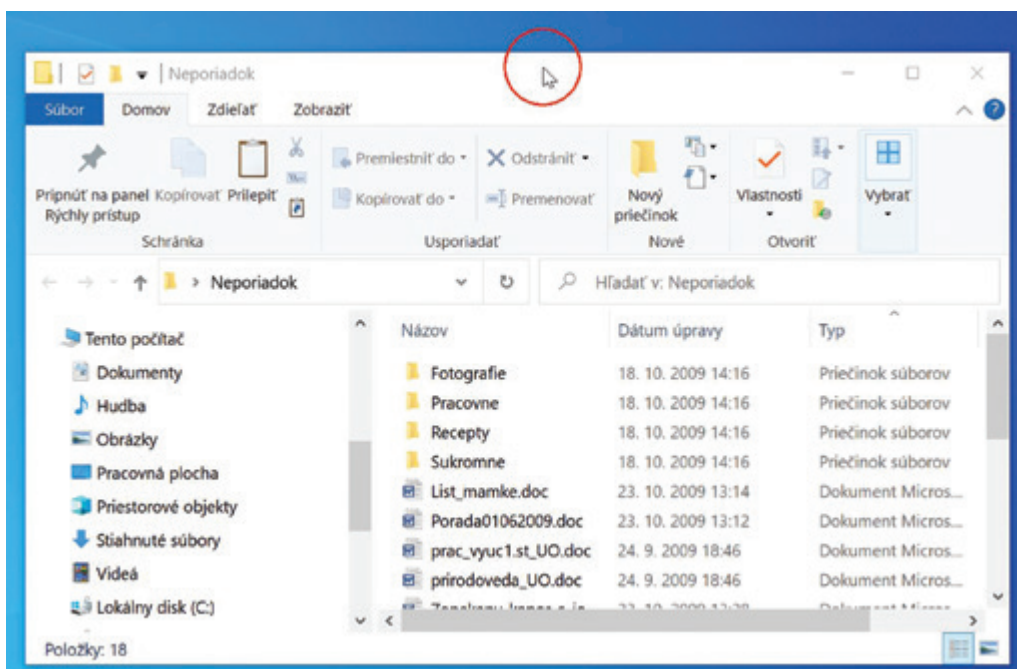 Neporiadok
Súbor Domov Zdieľať Zobraziť
Pripnúť na panel Rýchly prístup
Kopírovať
Prilepiť
Schránka
Premiestniť do
Kopírovať do
Odstrániť
Premenovať
Usporiadať
Nový
priečinok
Nové
Vlastnosti
Otvoriť
Vybrať
Neporiadok
Hľadať v: Neporiadok
Tento počítač
Dokumenty
Hudba
Obrázky
Pracovná plocha
Priestorové objekty
Stiahnuté súbory
Videá
Lokálny disk (C:)
Názov Dátum úpravy Typ
Fotografie 18. 10. 2009 14:16 Priečinok súborov
Pracovne 18. 10. 2009 14:16 Priečinok súborov
Recepty 18. 10. 2009 14:16 Priečinok súborov
Sukromne 18. 10. 2009 14:16 Priečinok súborov
List_mamke.doc 23. 10. 2009 13:14 Dokument Micros...
Porada01062009.doc 23. 10. 2009 13:12 Dokument Micros...
prac_vyuc1.st_UO.doc 24. 9. 2009 18:46 Dokument Micros...
prirodoveda_UO.doc 24. 9. 2009 18:46 Dokument Micros...
Položky: 18